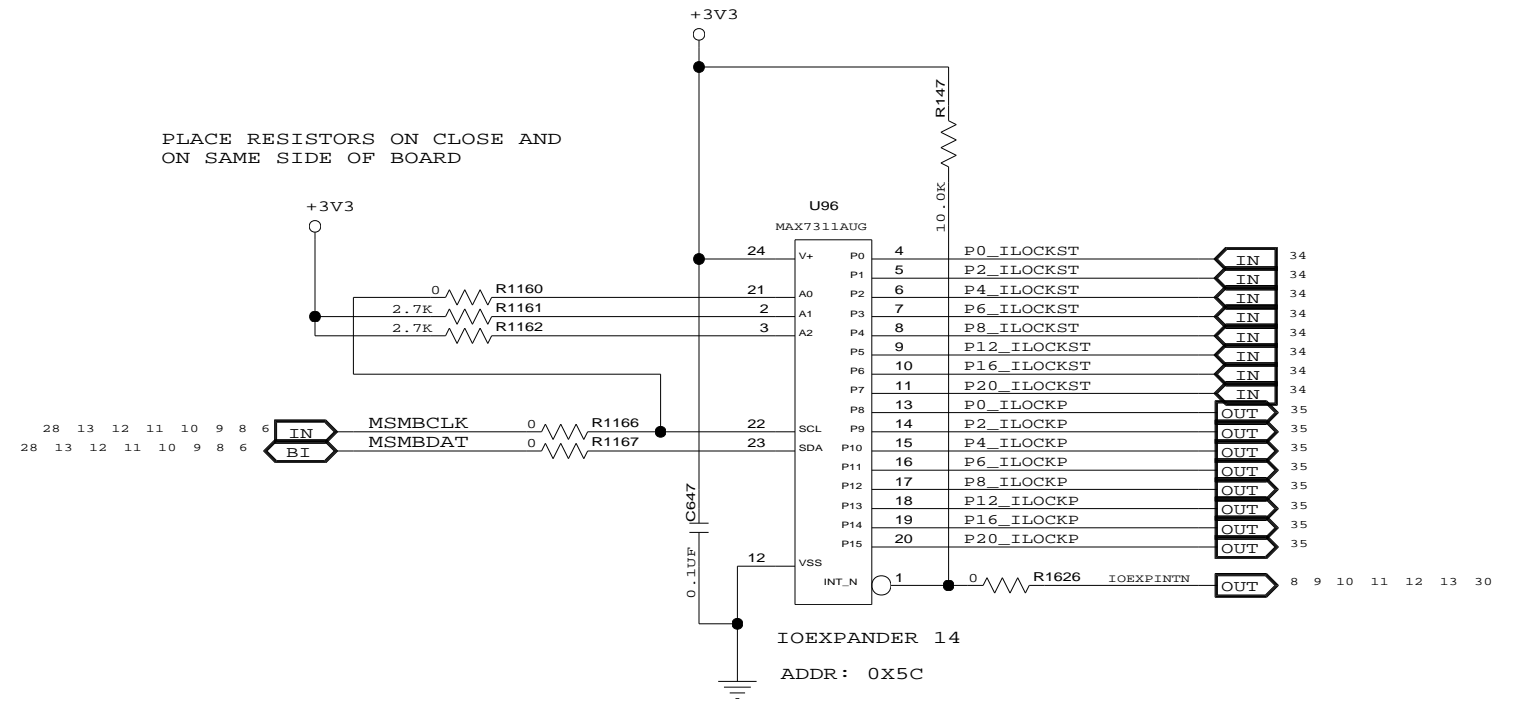 +3V3
R147
10.0K
PLACE RESISTORS ON CLOSE AND
ON SAME SIDE OF BOARD
+3V3
U96
MAX7311AUG
24 V+ P0 4 P0_ILOCKST IN 34
P1 5 P2_ILOCKST IN 34
0 R1160 21 A0 P2 6 P4_ILOCKST IN 34
2.7K R1161 2 A1 P3 7 P6_ILOCKST IN 34
2.7K R1162 3 A2 P4 8 P8_ILOCKST IN 34
P5 9 P12_ILOCKST IN 34
P6 10 P16_ILOCKST IN 34
P7 11 P20_ILOCKST IN 34
P8 13 P0_ILOCKP OUT 35
28 13 12 11 10 9 8 6 IN MSMBCLK 0 R1166 22 SCL P9 14 P2_ILOCKP OUT 35
28 13 12 11 10 9 8 6 BI MSMBDAT 0 R1167 23 SDA P10 15 P4_ILOCKP OUT 35
P11 16 P6_ILOCKP OUT 35
P12 17 P8_ILOCKP OUT 35
P13 18 P12_ILOCKP OUT 35
P14 19 P16_ILOCKP OUT 35
P15 20 P20_ILOCKP OUT 35
C647
0.1UF
12 VSS
INT_N 1 0 R1626 IOEXPINTN OUT 8 9 10 11 12 13 30
IOEXPANDER 14
ADDR: 0X5C